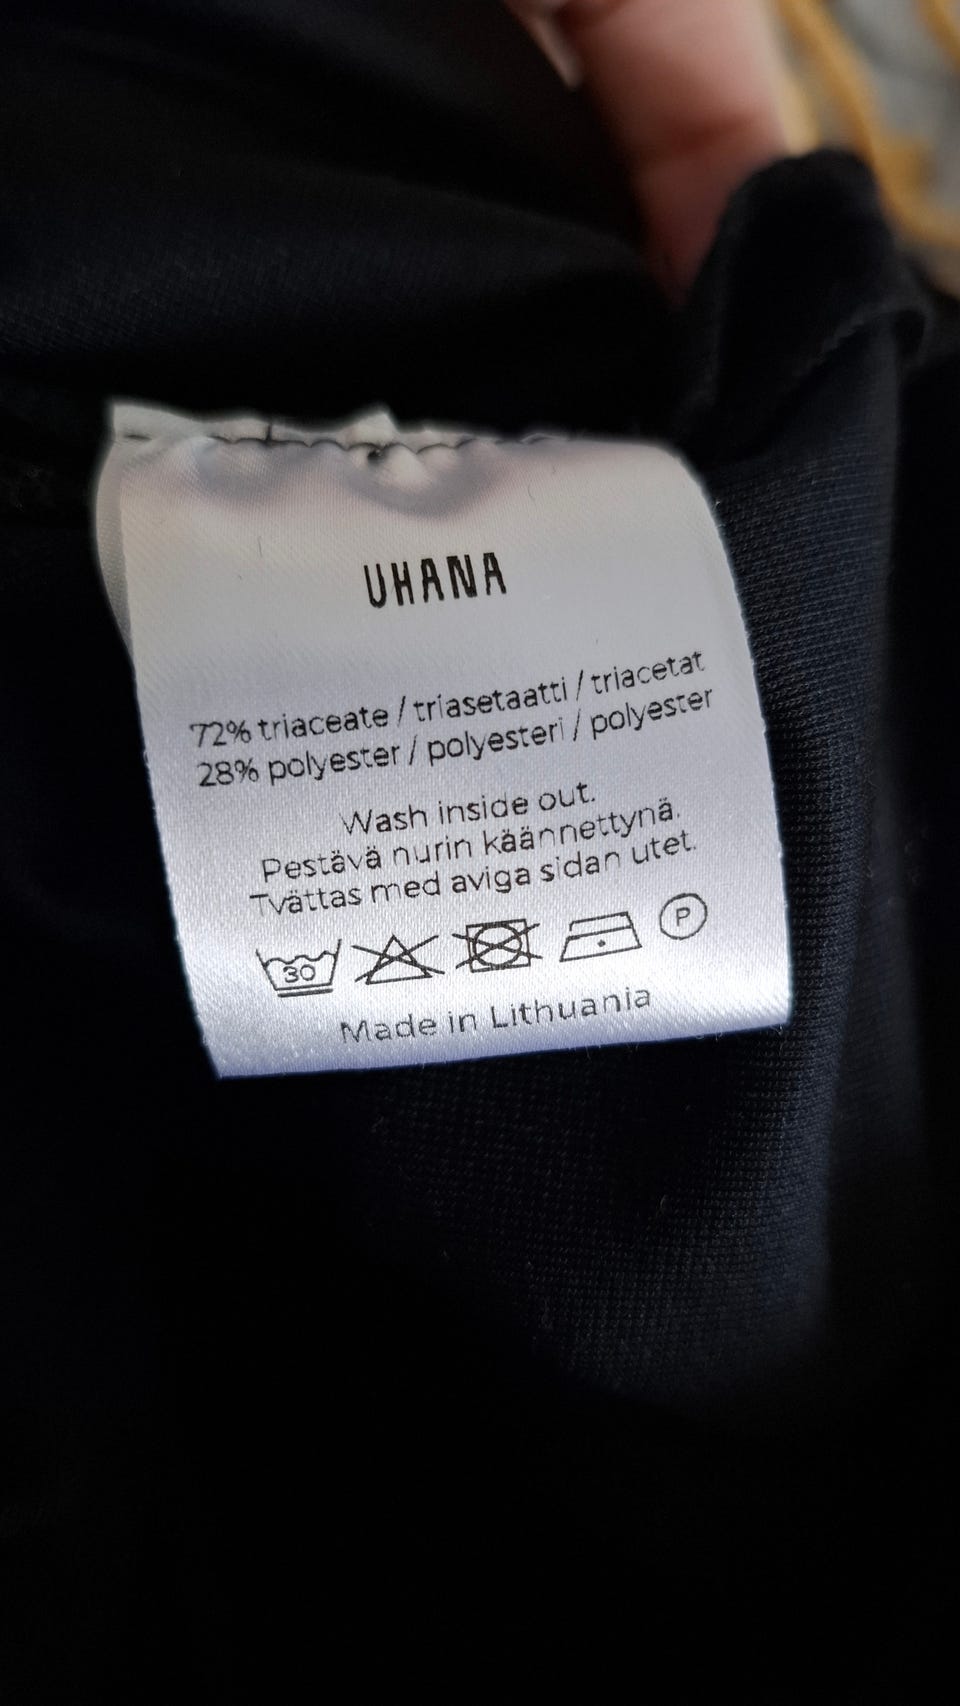 UHANA
72% triaceate / triasetaatti / triacetat
28% polyester / polyesteri / polyester
Wash inside out.
Pestävä nurin käännettynä.
Tvättas med aviga sidan utet.
30 P
Made in Lithuania